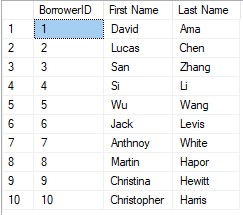 BorrowerID First Name Last Name
1 1 David Ama
2 2 Lucas Chen
3 3 San Zhang
4 4 Si Li
5 5 Wu Wang
6 6 Jack Levis
7 7 Anthnoy White
8 8 Martin Hapor
9 9 Christina Hewitt
10 10 Christopher Harris